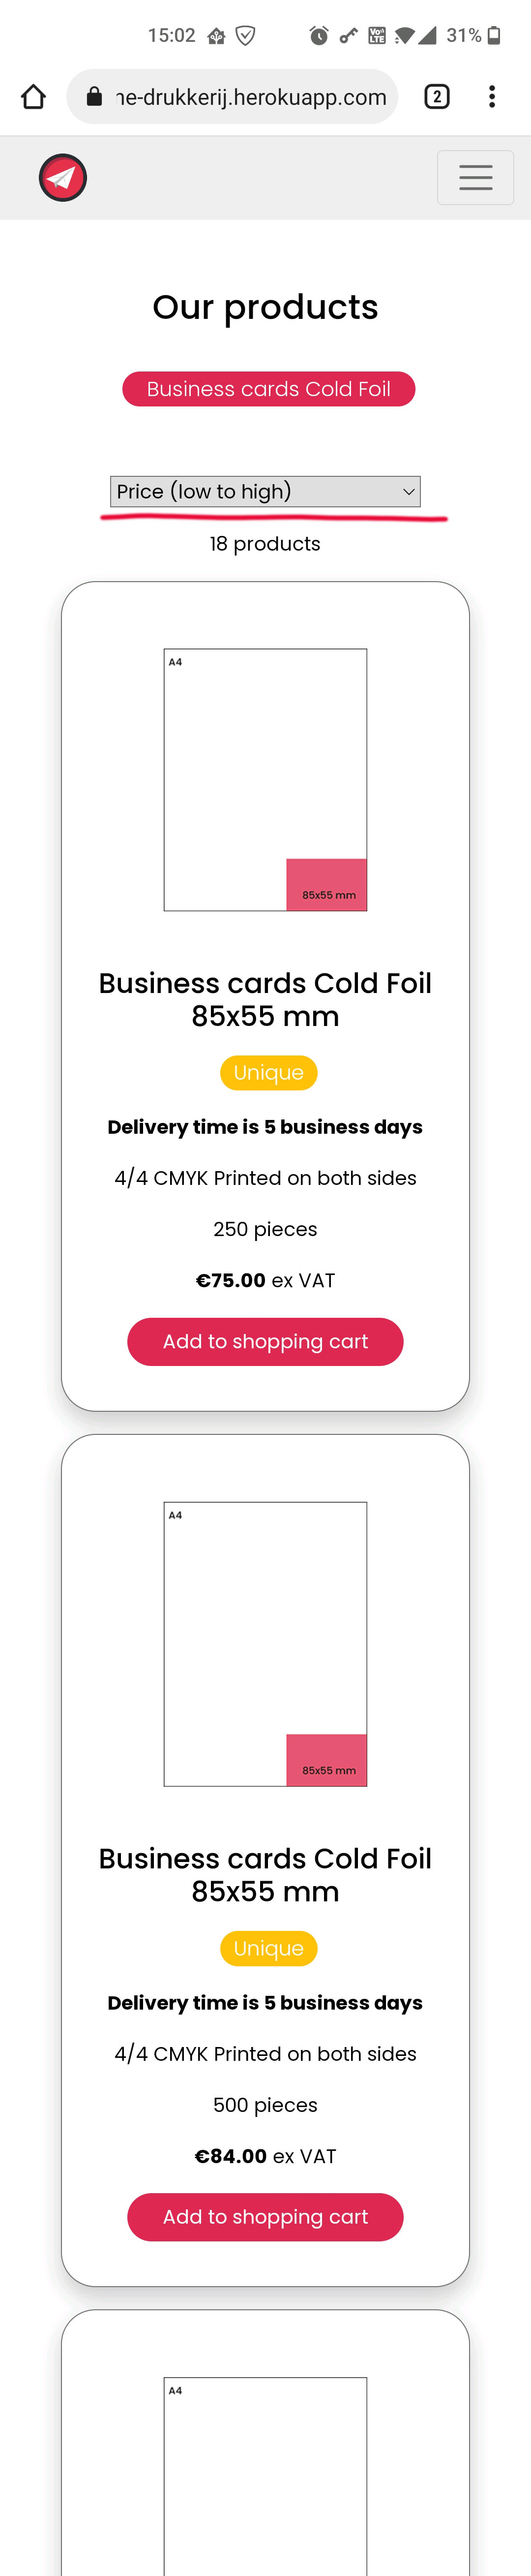 15:02 Vo)) LTE 31%
ne-drukkerij.herokuapp.com 2
Our products
Business cards Cold Foil
Price (low to high)
18 products
A4
85x55 mm
Business cards Cold Foil
85x55 mm
Unique
Delivery time is 5 business days
4/4 CMYK Printed on both sides
250 pieces
€75.00 ex VAT
Add to shopping cart
A4
85x55 mm
Business cards Cold Foil
85x55 mm
Unique
Delivery time is 5 business days
4/4 CMYK Printed on both sides
500 pieces
€84.00 ex VAT
Add to shopping cart
A4